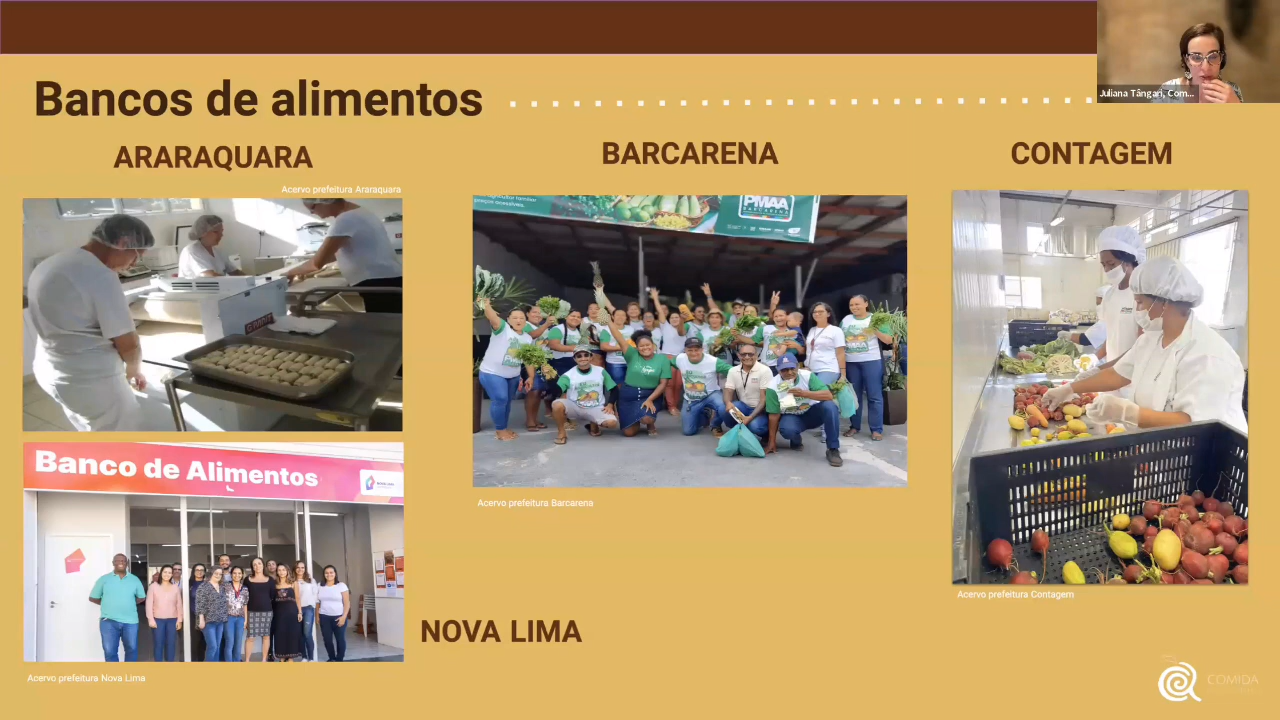 Juliana Tângari, Com...
Bancos de alimentos
ARARAQUARA
BARCARENA
CONTAGEM
Acervo prefeitura Araraquara
PMAA
BARCARENA
Banco de Alimentos
Acervo prefeitura Barcarena
Acervo prefeitura Contagem
NOVA LIMA
Acervo prefeitura Nova Lima
COMIDA